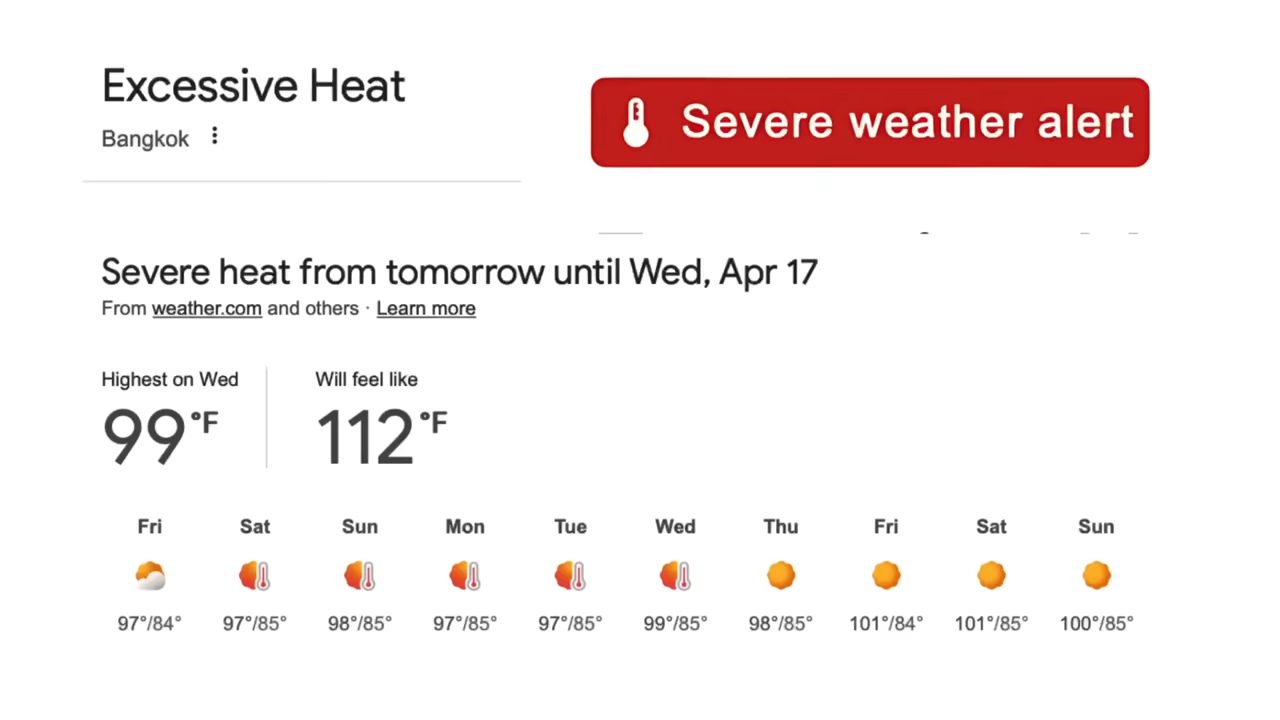 Excessive Heat
Bangkok
Severe weather alert
Severe heat from tomorrow until Wed, Apr 17
From weather.com and others · Learn more
Highest on Wed
Will feel like
99°F
112°F
Fri Sat Sun Mon Tue Wed Thu Fri Sat Sun
97°/84° 97°/85° 98°/85° 97°/85° 97°/85° 99°/85° 98°/85° 101°/84° 101°/85° 100°/85°